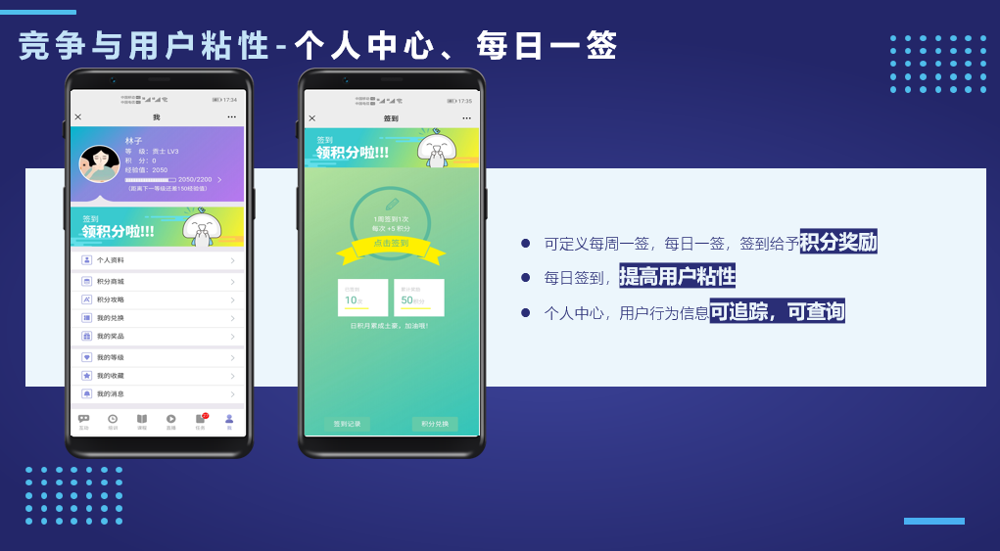 竞争与用户粘性-个人中心、每日一签
17:34
我
林子
等 级：贡士 LV3
积 分：0
经验值：2050
2050/2200
(距离下一等级还差150经验值)
签到
领积分啦!!!
个人资料
积分商城
积分攻略
我的兑换
我的奖品
我的等级
我的收藏
我的消息
互动
培训
课程
直播
任务
我
17:35
签到
签到
领积分啦!!!
1周签到1次
每次 +5 积分
点击签到
已签到
10次
累计奖励
50积分
日积月累成土豪，加油哦！
签到记录
积分兑换
可定义每周一签，每日一签，签到给予积分奖励
每日签到，提高用户粘性
个人中心，用户行为信息可追踪，可查询